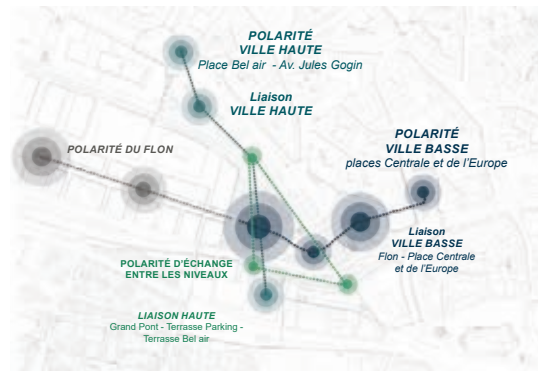 POLARITÉ
VILLE HAUTE
Place Bel air - Av. Jules Gogin
Liaison
VILLE HAUTE
POLARITÉ DU FLON
POLARITÉ
VILLE BASSE
places Centrale et de l'Europe
Liaison
VILLE BASSE
Flon - Place Centrale
et de l'Europe
POLARITÉ D'ÉCHANGE
ENTRE LES NIVEAUX
LIAISON HAUTE
Grand Pont - Terrasse Parking -
Terrasse Bel air